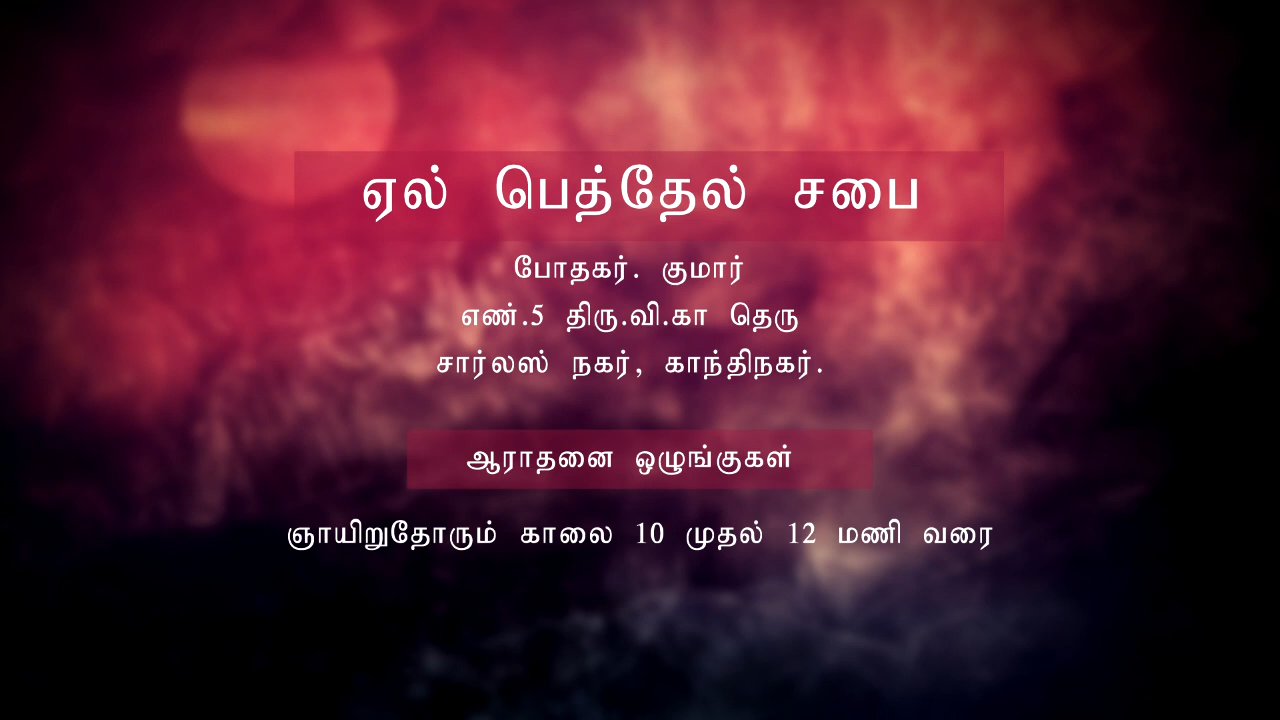 ஏல் பெத்தேல் சபை
போதகர். குமார்
எண்.5 திரு.வி.கா தெரு
சார்லஸ் நகர், காந்திநகர்.
ஆராதனை ஒழுங்குகள்
ஞாயிறுதோரும் காலை 10 முதல் 12 மணி வரை